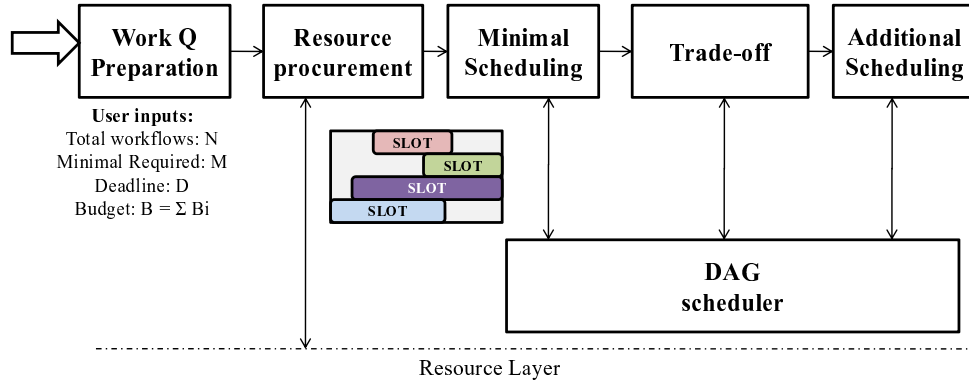 Work Q
Preparation
Resource
procurement
Minimal
Scheduling
Trade-off
Additional
Scheduling
User inputs:
Total workflows: N
Minimal Required: M
Deadline: D
Budget: B = Σ Bi
SLOT
SLOT
SLOT
SLOT
DAG
scheduler
Resource Layer